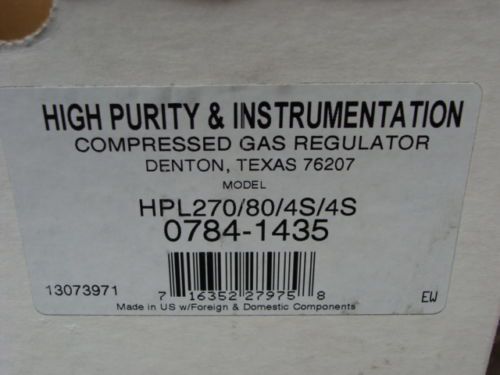 HIGH PURITY & INSTRUMENTATION
COMPRESSED GAS REGULATOR
DENTON, TEXAS 76207
MODEL
HPL270/80/4S/4S
0784-1435
13073971
7 16352 27975 8
EW
Made in US w/Foreign & Domestic Components